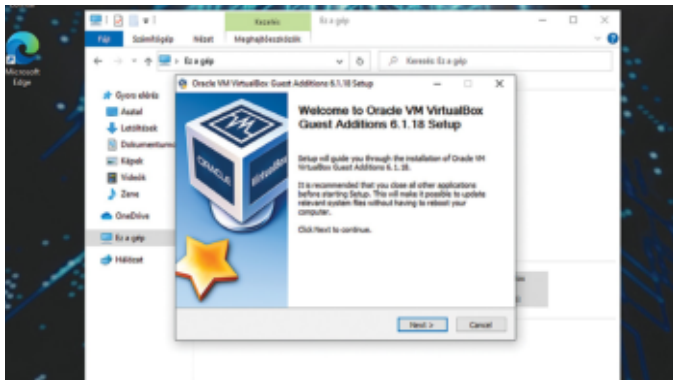 Kezelés
Ez a gép
Fájl
Számítógép
Nézet
Meghajtóeszközök
Ez a gép
Keresés: Ez a gép
Microsoft
Edge
Gyors elérés
Asztal
Letöltések
Dokumentumok
Képek
Videók
Zene
OneDrive
Ez a gép
Hálózat
Oracle VM VirtualBox Guest Additions 6.1.18 Setup
ORACLE
VirtualBox
Welcome to Oracle VM VirtualBox
Guest Additions 6.1.18 Setup
Setup will guide you through the installation of Oracle VM
VirtualBox Guest Additions 6.1.18.
It is recommended that you close all other applications
before starting Setup. This will make it possible to update
relevant system files without having to reboot your
computer.
Click Next to continue.
Next >
Cancel